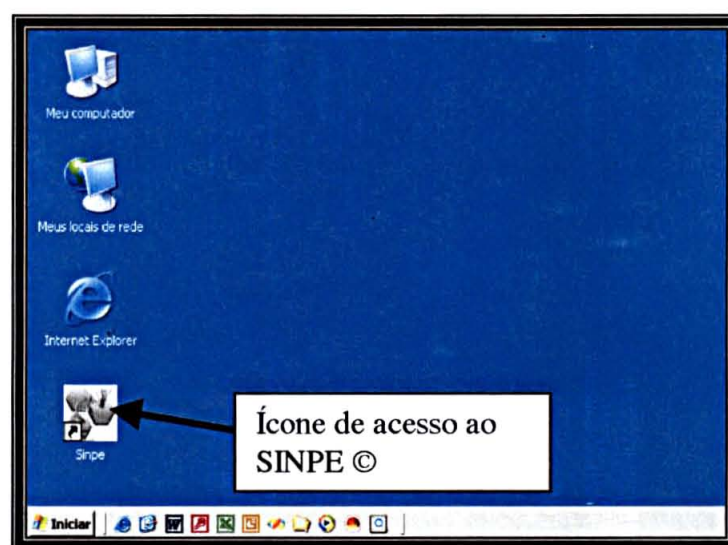 Meu computador
Meus locais de rede
Internet Explorer
Sinpe
Ícone de acesso ao
SINPE ©
Iniciar